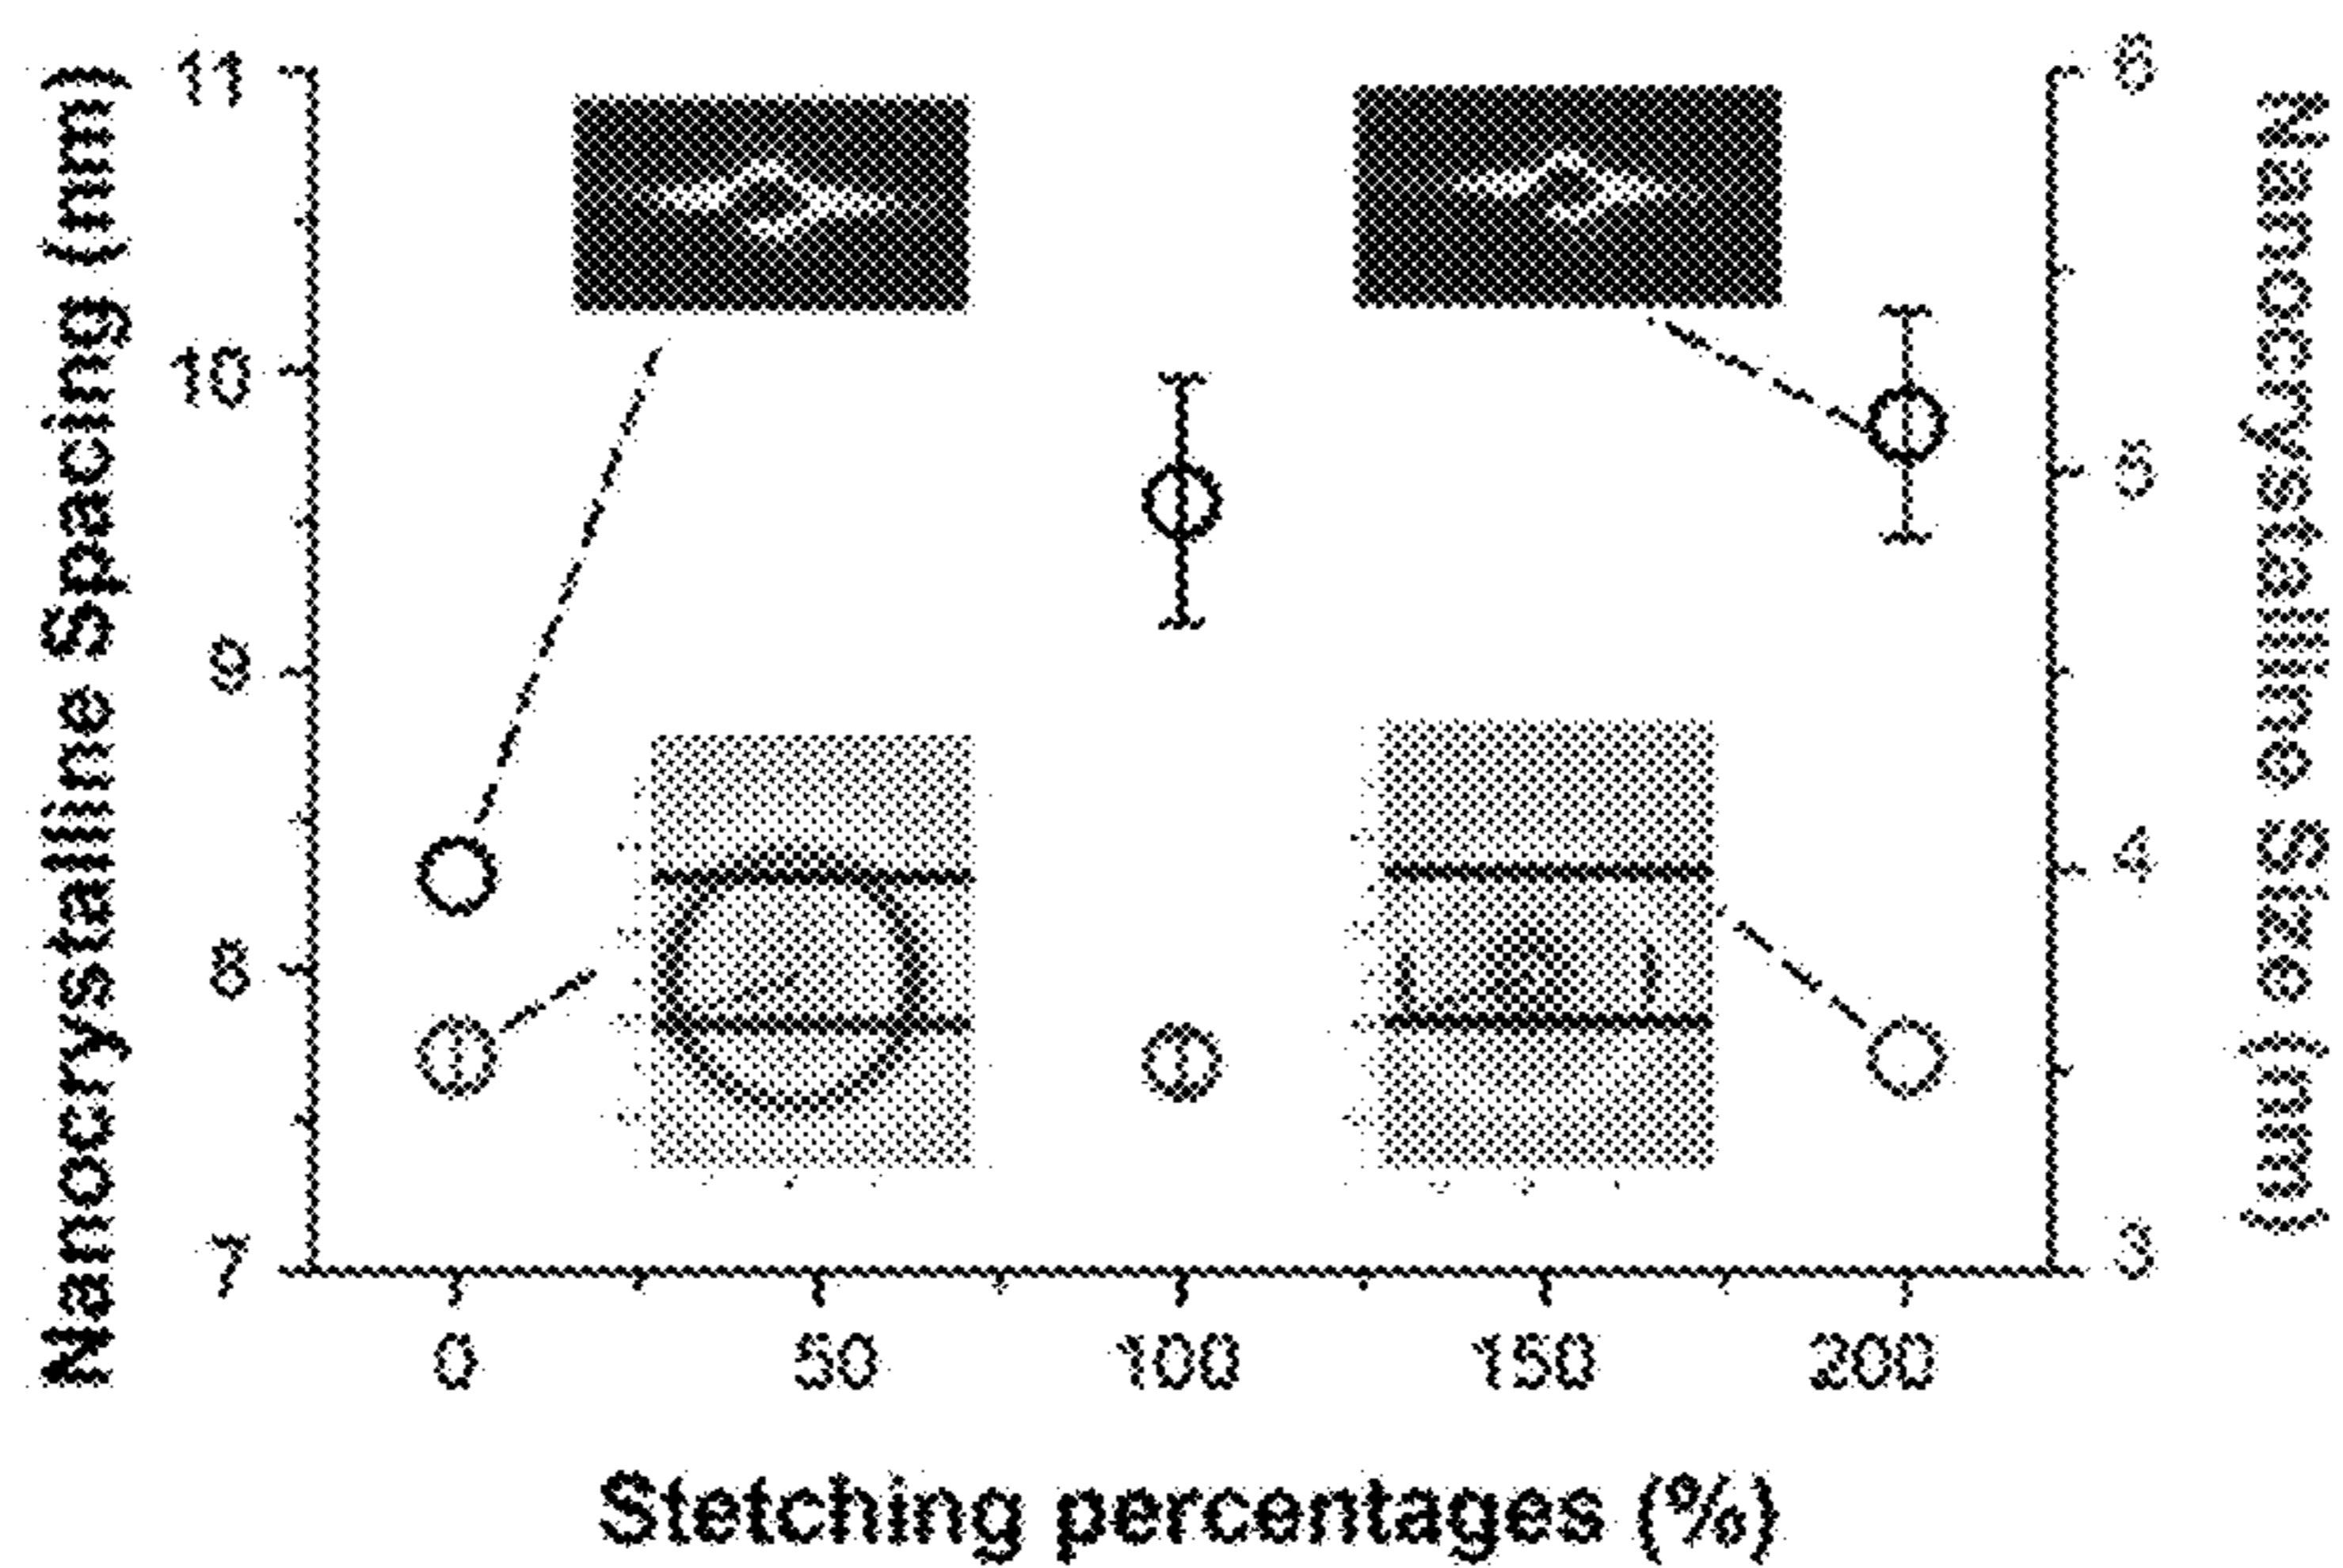 Nanocrystalline Spacing (nm)
11
10
9
8
7
0 50 100 150 200
Stetching percentages (%)
6
5
4
3
Nanocrystalline Size (nm)